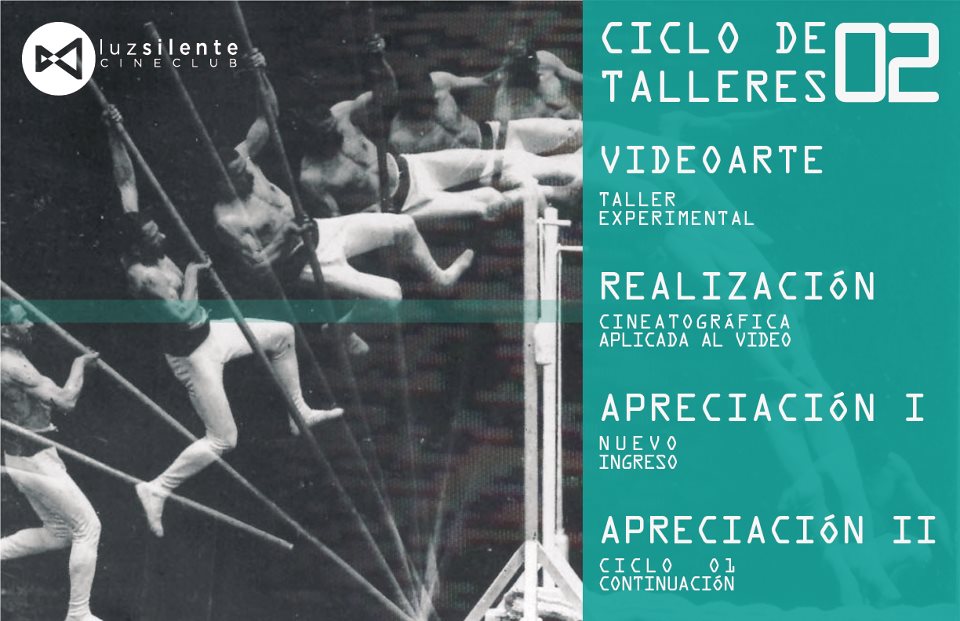 luzsilente
CINECLUB
CICLO DE
TALLERES 02
VIDEOARTE
TALLER
EXPERIMENTAL
REALIZACIÓN
CINEATOGRÁFICA
APLICADA AL VIDEO
APRECIACIÓN I
NUEVO
INGRESO
APRECIACIÓN II
CICLO 01
CONTINUACIÓN